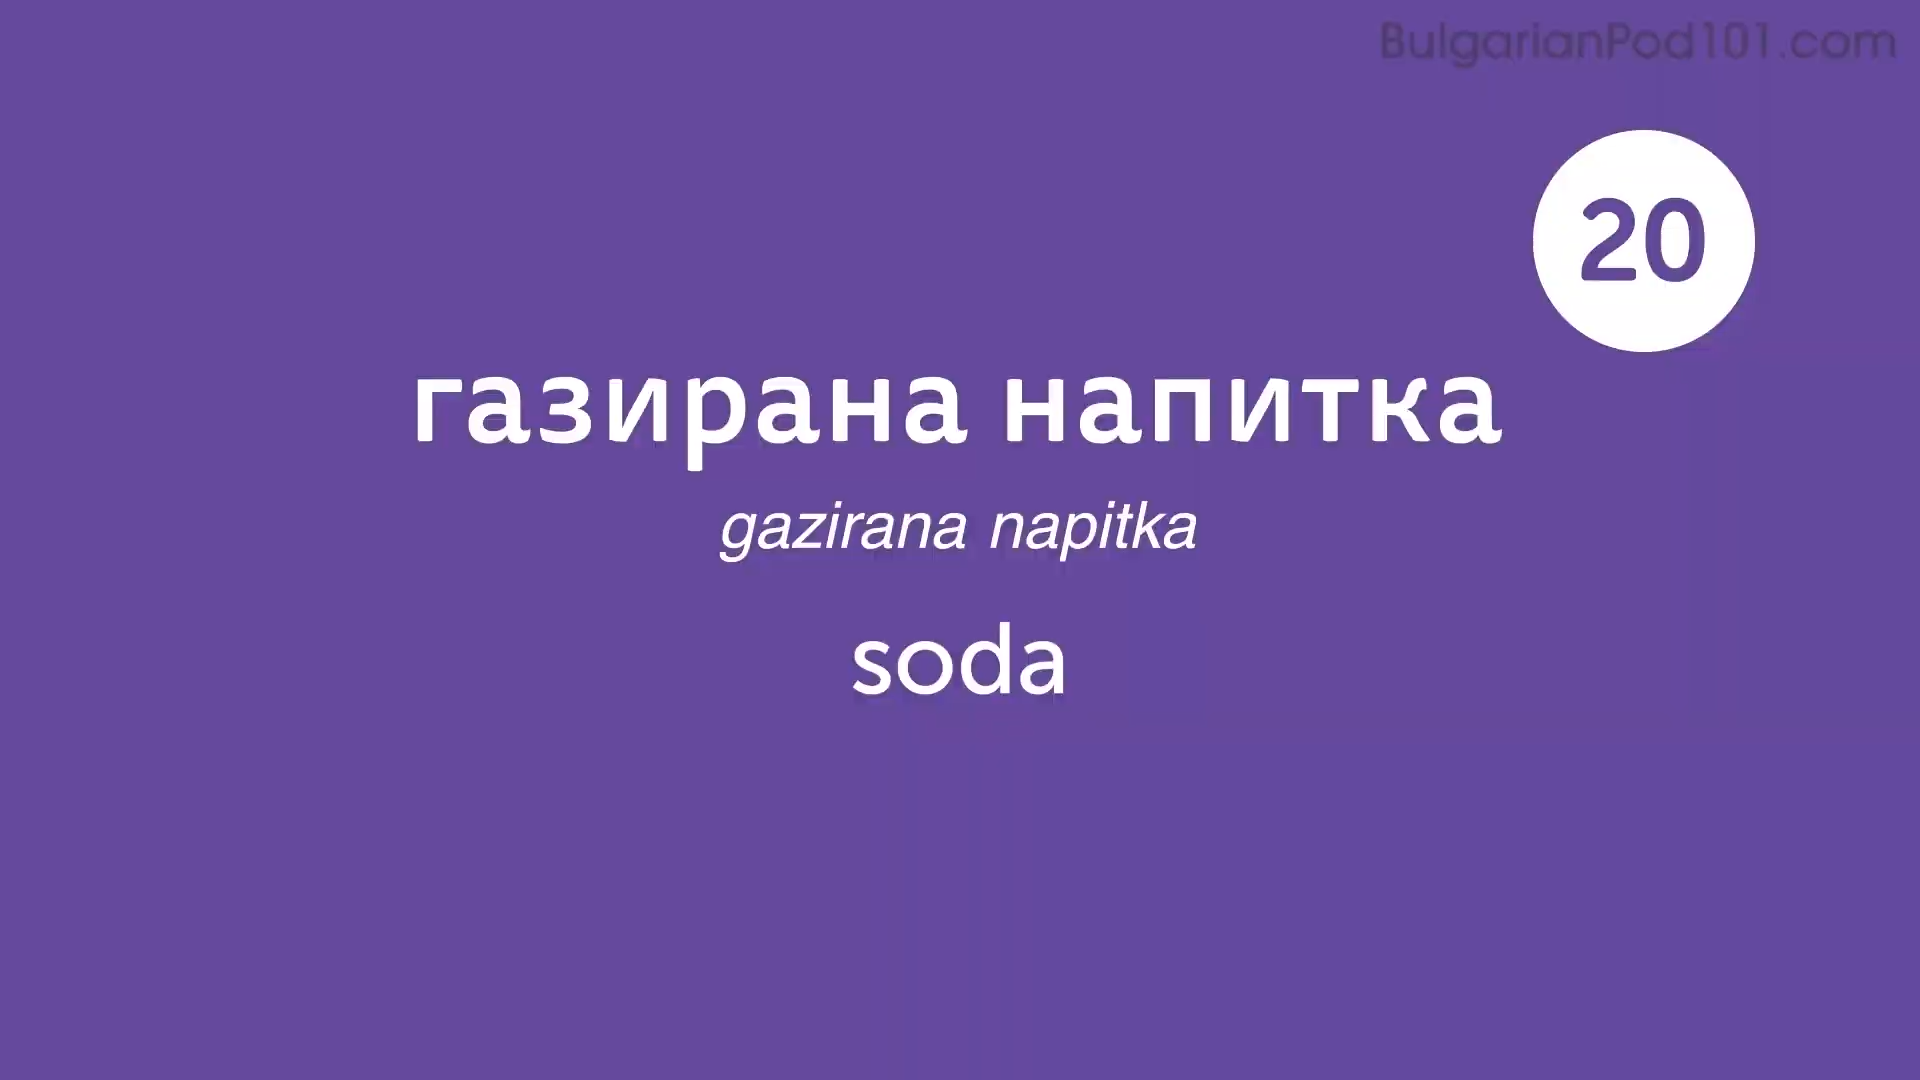 BulgarianPod101.com
20
газирана напитка
gazirana napitka
soda